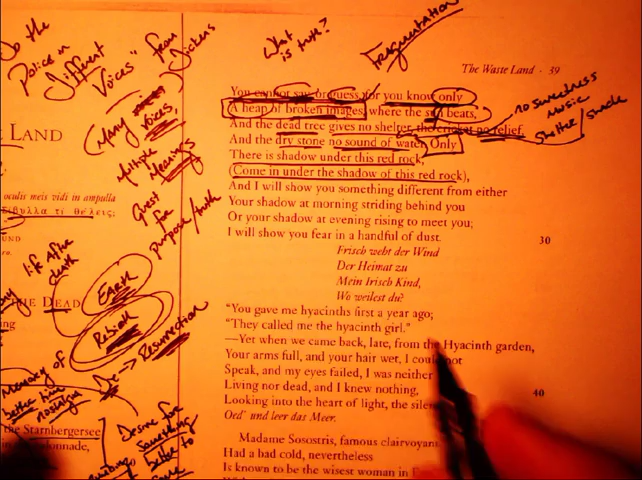 Do the
Police in
Different
Voices" from
Dickens
(Many
Voices,
Multiple
Meanings
Quest
for
purpose/truth
LAND
oculis meis vidi in ampulla
Σίβυλλα τί θέλεις;
life after
death
Earth
THE DEAD
Rebirth
Resurrection
Memory of
better time
nostalgia
the Starnbergersee
colonnade,
Desire for
something
better to
What
is truth?
Fragmentation
The Waste Land · 39
You cannot say, or guess, for you know only
A heap of broken images, where the sun beats,
And the dead tree gives no shelter, the cricket no relief,
And the dry stone no sound of water. Only
There is shadow under this red rock,
(Come in under the shadow of this red rock),
And I will show you something different from either
Your shadow at morning striding behind you
Or your shadow at evening rising to meet you;
I will show you fear in a handful of dust. 30
Frisch weht der Wind
Der Heimat zu
Mein Irisch Kind,
Wo weilest du?
"You gave me hyacinths first a year ago;
"They called me the hyacinth girl."
—Yet when we came back, late, from the Hyacinth garden,
Your arms full, and your hair wet, I could not
Speak, and my eyes failed, I was neither
Living nor dead, and I knew nothing, 40
Looking into the heart of light, the
Oed' und leer das Meer.
Madame Sosostris, famous clairvoyant
Had a bad cold, nevertheless
Is known to be the wisest woman in
no sweetness
music
shelter/shade